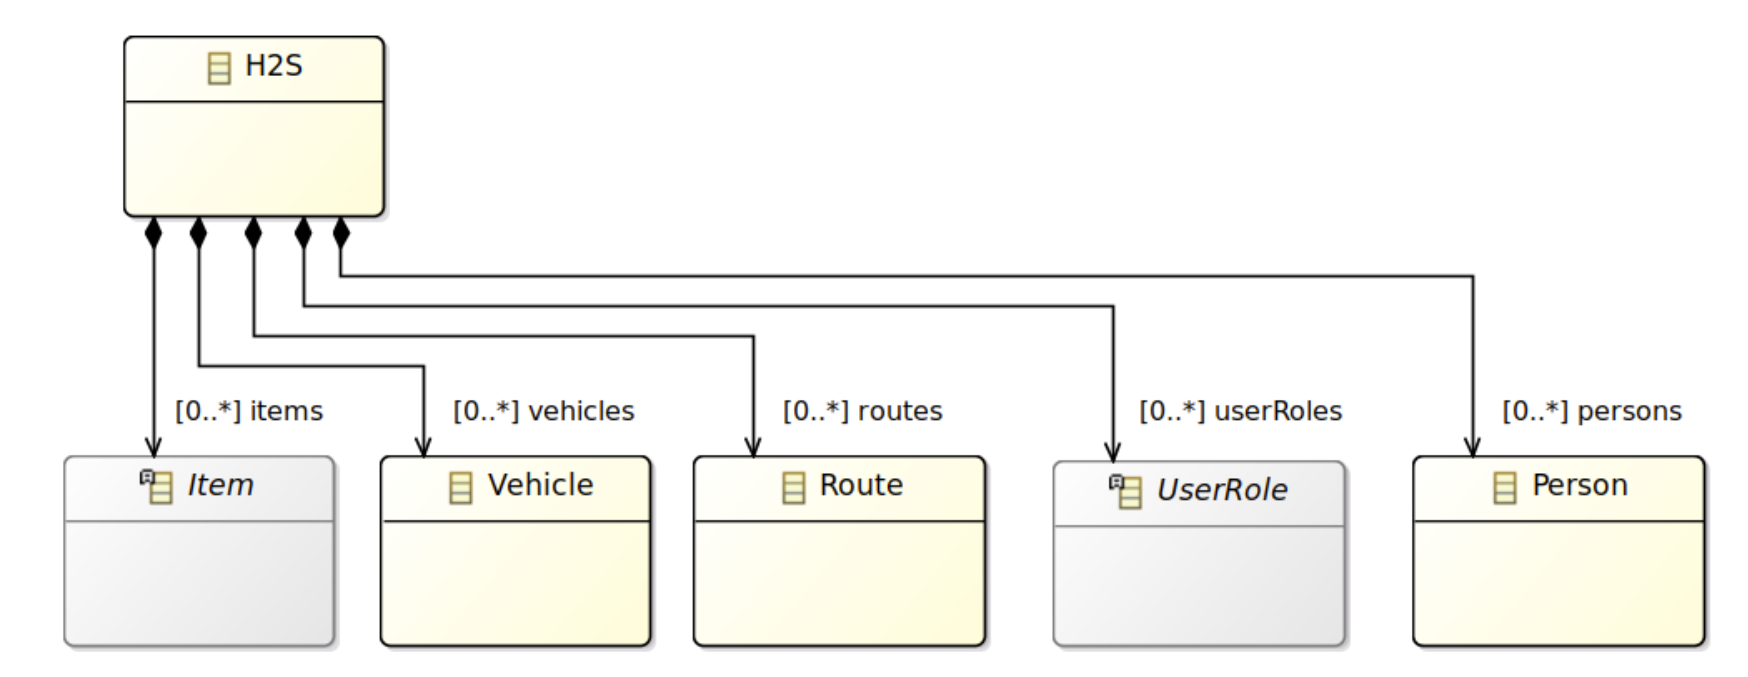 H2S
[0..*] items
[0..*] vehicles
[0..*] routes
[0..*] userRoles
[0..*] persons
Item
Vehicle
Route
UserRole
Person